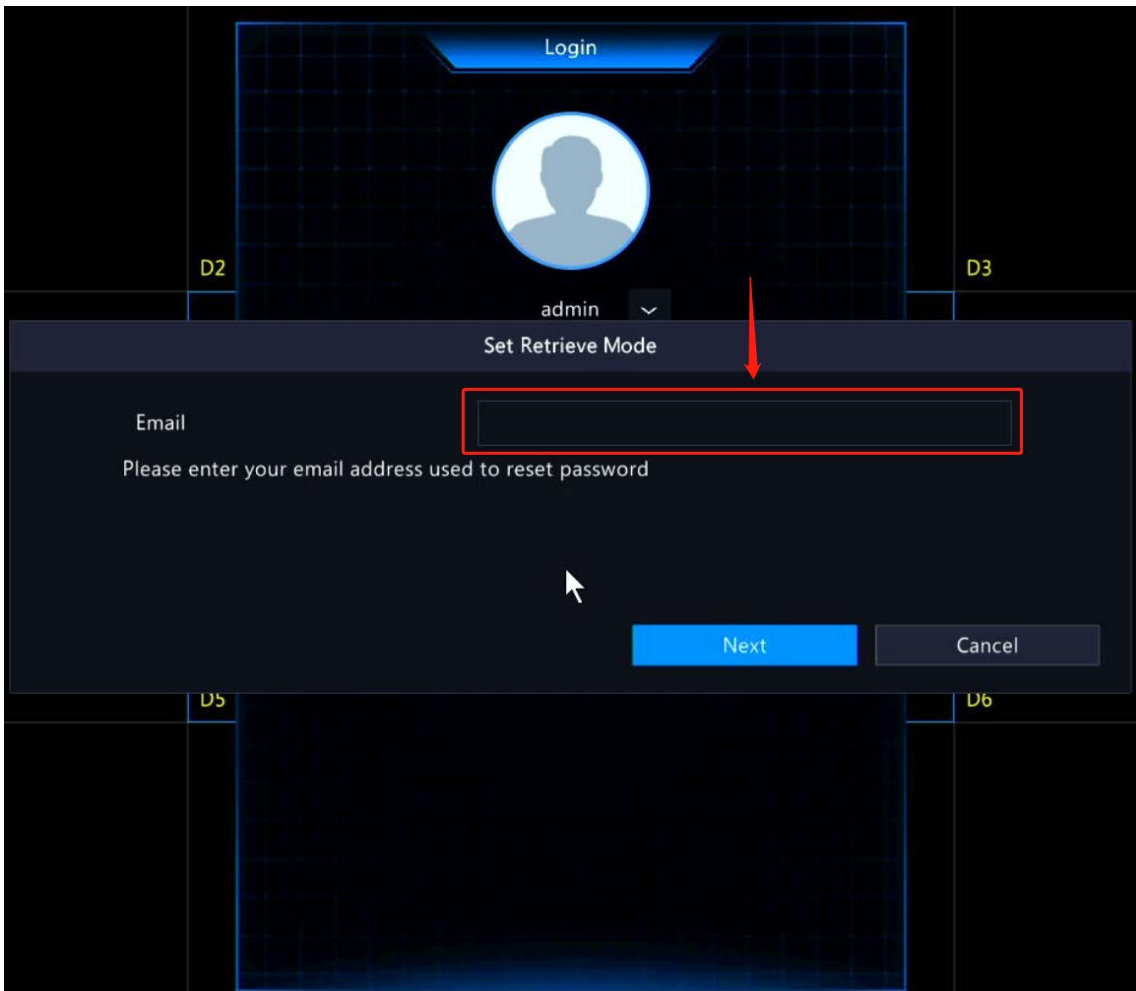 Login
D2
D3
admin
Set Retrieve Mode
Email
Please enter your email address used to reset password
Next
Cancel
D5
D6